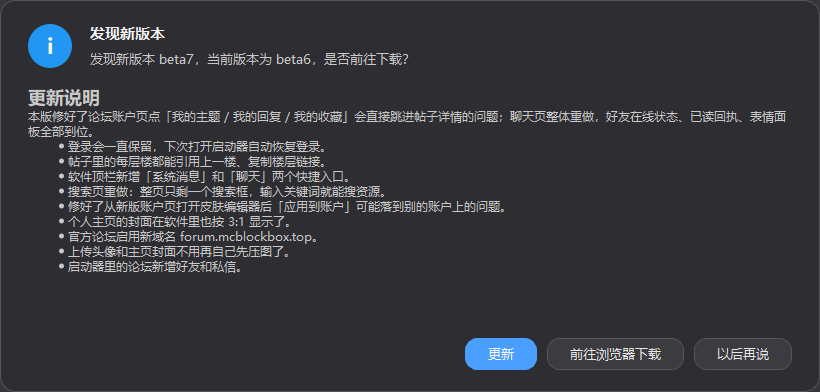 发现新版本
发现新版本 beta7，当前版本为 beta6，是否前往下载？
更新说明
本版修好了论坛账户页点「我的主题 / 我的回复 / 我的收藏」会直接跳进帖子详情的问题；聊天页整体重做，好友在线状态、已读回执、表情面
板全部到位。
• 登录会一直保留，下次打开启动器自动恢复登录。
• 帖子里的每层楼都能引用上一楼、复制楼层链接。
• 软件顶栏新增「系统消息」和「聊天」两个快捷入口。
• 搜索页重做：整页只剩一个搜索框，输入关键词就能搜资源。
• 修好了从新版账户页打开皮肤编辑器后「应用到账户」可能落到别的账户上的问题。
• 个人主页的封面在软件里也按 3:1 显示了。
• 官方论坛启用新域名 forum.mcblockbox.top。
• 上传头像和主页封面不用再自己先压图了。
• 启动器里的论坛新增好友和私信。
更新
前往浏览器下载
以后再说